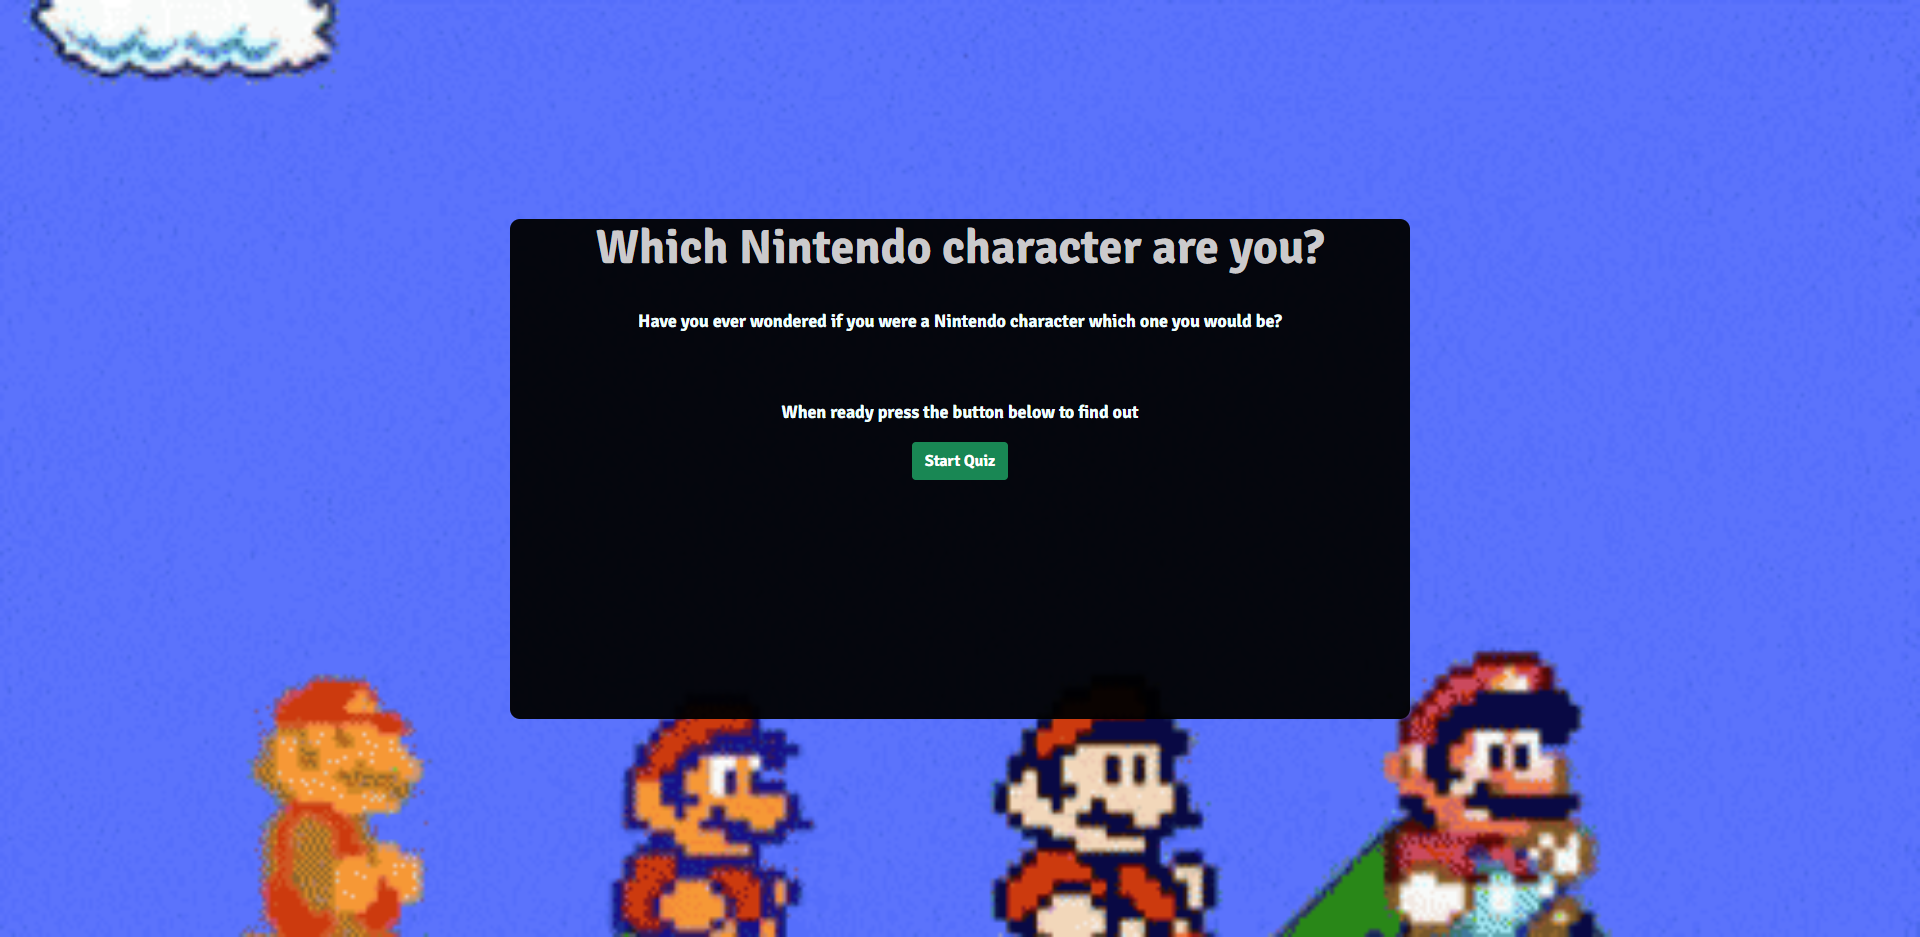 Which Nintendo character are you?
Have you ever wondered if you were a Nintendo character which one you would be?
When ready press the button below to find out
Start Quiz